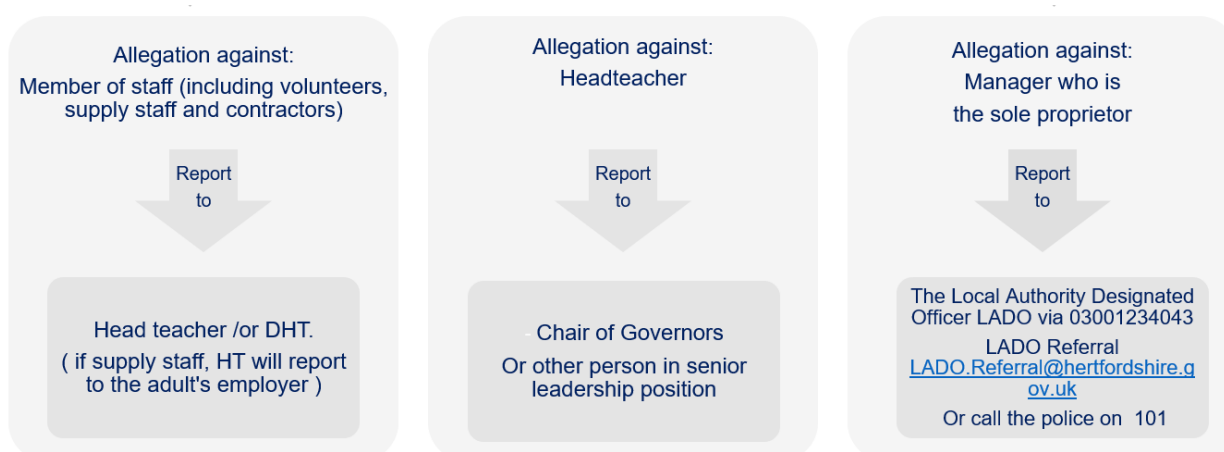 Allegation against:
Member of staff (including volunteers,
supply staff and contractors)
Report
to
Head teacher /or DHT.
( if supply staff, HT will report
to the adult's employer )
Allegation against:
Headteacher
Report
to
- Chair of Governors
Or other person in senior
leadership position
Allegation against:
Manager who is
the sole proprietor
Report
to
The Local Authority Designated
Officer LADO via 03001234043
LADO Referral
LADO.Referral@hertfordshire.g
ov.uk
Or call the police on 101